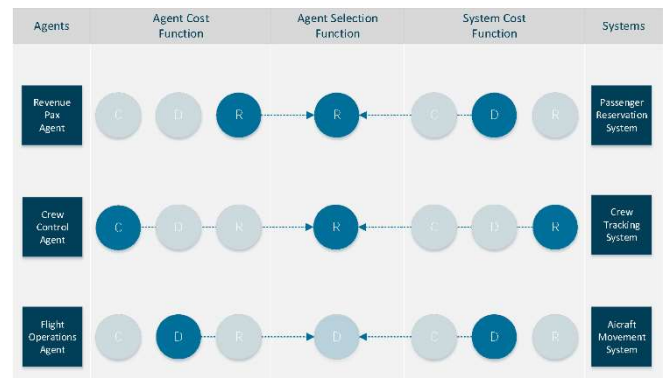 Agents
Agent Cost
Function
Agent Selection
Function
System Cost
Function
Systems
Revenue
Pax
Agent
C
D
R
R
C
D
R
Passenger
Reservation
System
Crew
Control
Agent
C
D
R
R
C
D
R
Crew
Tracking
System
Flight
Operations
Agent
C
D
R
D
C
D
R
Aicraft
Movement
System